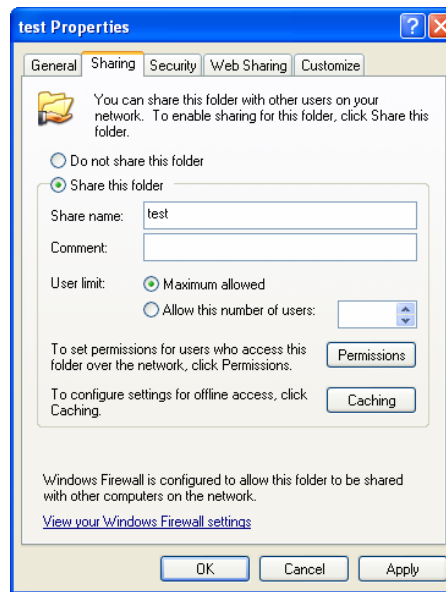 test Properties
General Sharing Security Web Sharing Customize
You can share this folder with other users on your
network. To enable sharing for this folder, click Share this
folder.
Do not share this folder
Share this folder
Share name: test
Comment:
User limit: Maximum allowed
Allow this number of users:
To set permissions for users who access this
folder over the network, click Permissions.
Permissions
To configure settings for offline access, click
Caching.
Caching
Windows Firewall is configured to allow this folder to be shared
with other computers on the network.
View your Windows Firewall settings
OK Cancel Apply